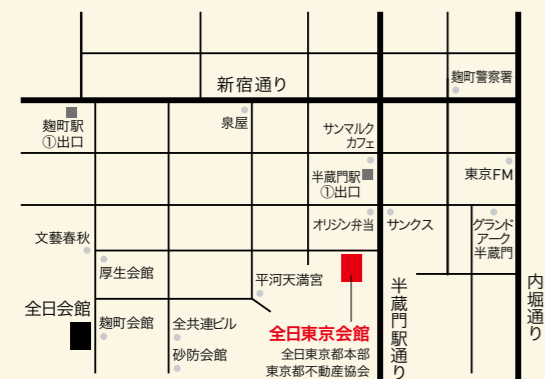 新宿通り
麹町警察署
麹町駅
①出口
泉屋
サンマルク
カフェ
半蔵門駅
①出口
東京FM
オリジン弁当
サンクス
グランド
アーク
半蔵門
文藝春秋
厚生会館
平河天満宮
半蔵門駅通り
内堀通り
全日会館
麹町会館
全共連ビル
砂防会館
全日東京会館
全日東京都本部
東京都不動産協会